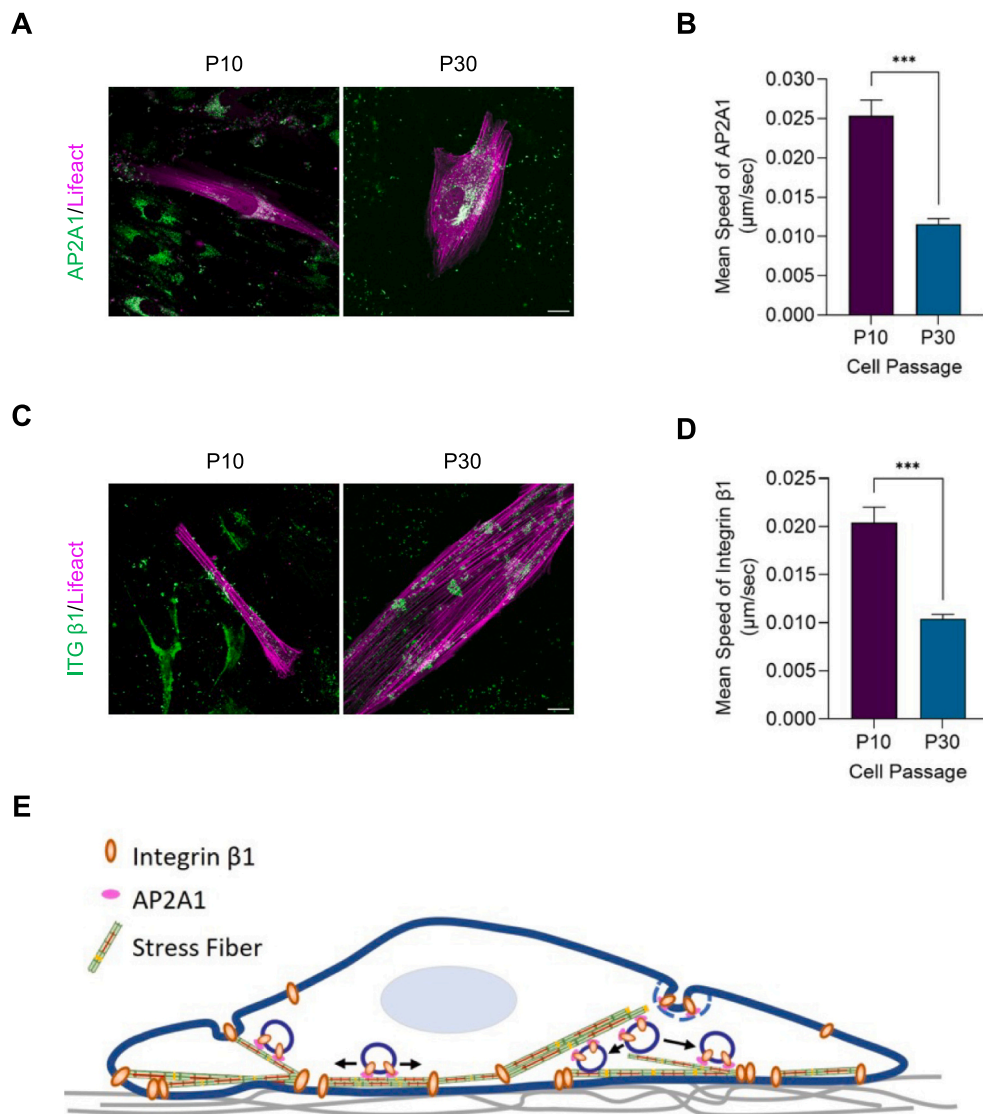 A
P10
P30
AP2A1/Lifeact
B
***
0.030
0.025
0.020
0.015
0.010
0.005
0.000
Mean Speed of AP2A1
(μm/sec)
P10 P30
Cell Passage
C
P10
P30
ITG β1/Lifeact
D
***
0.025
0.020
0.015
0.010
0.005
0.000
Mean Speed of Integrin β1
(μm/sec)
P10 P30
Cell Passage
E
Integrin β1
AP2A1
Stress Fiber